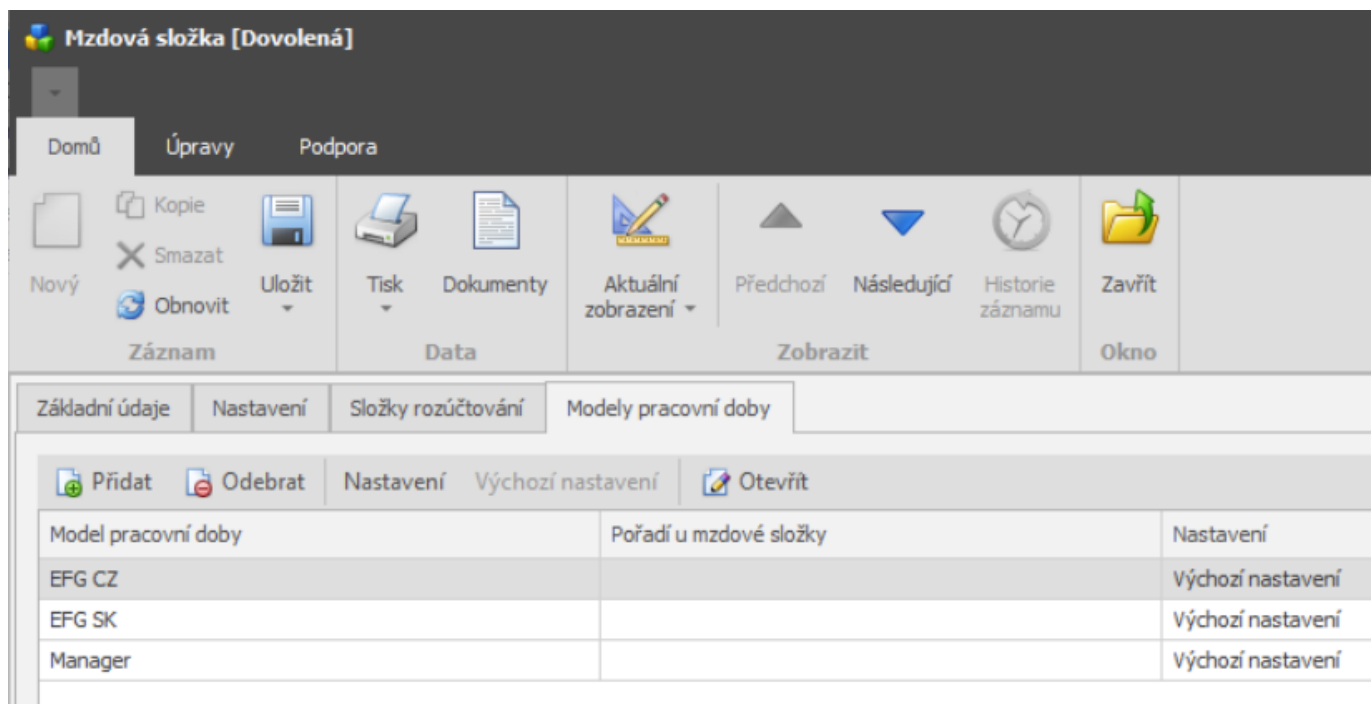 Mzdová složka [Dovolená]
Domů Úpravy Podpora
Nový
Kopie
Smazat
Obnovit
Uložit
Tisk
Dokumenty
Aktuální
zobrazení
Předchozí
Následující
Historie
záznamu
Zavřít
Záznam Data Zobrazit Okno
Základní údaje Nastavení Složky rozúčtování Modely pracovní doby
Přidat Odebrat Nastavení Výchozí nastavení Otevřít
Model pracovní doby Pořadí u mzdové složky Nastavení
EFG CZ Výchozí nastavení
EFG SK Výchozí nastavení
Manager Výchozí nastavení